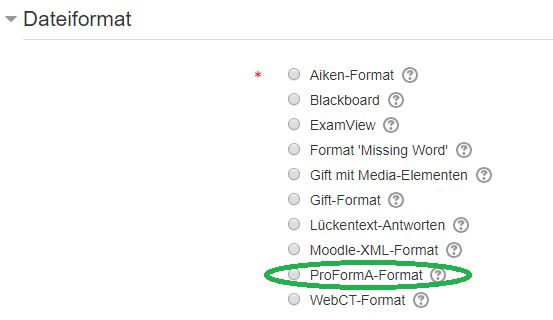 Dateiformat
* Aiken-Format ?
Blackboard ?
ExamView ?
Format 'Missing Word' ?
Gift mit Media-Elementen ?
Gift-Format ?
Lückentext-Antworten ?
Moodle-XML-Format ?
ProFormA-Format ?
WebCT-Format ?